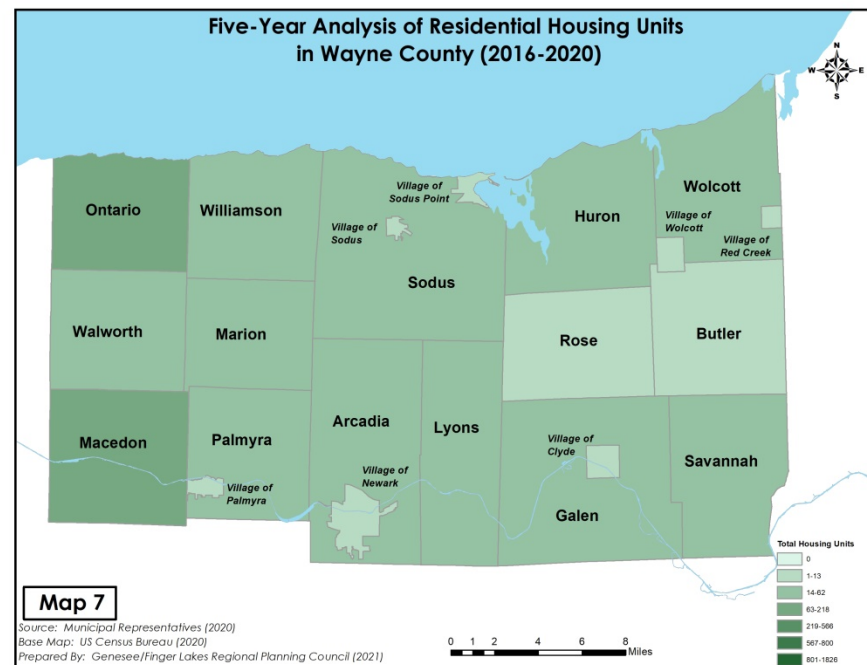 Five-Year Analysis of Residential Housing Units
in Wayne County (2016-2020)
N
W E
S
Ontario
Williamson
Village of
Sodus Point
Village of
Sodus
Sodus
Huron
Wolcott
Village of
Wolcott
Village of
Red Creek
Walworth
Marion
Rose
Butler
Macedon
Palmyra
Village of
Palmyra
Arcadia
Village of
Newark
Lyons
Village of
Clyde
Galen
Savannah
Total Housing Units
0
1-13
14-62
63-218
219-566
567-800
801-1826
Map 7
Source: Municipal Representatives (2020)
Base Map: US Census Bureau (2020)
Prepared By: Genesee/Finger Lakes Regional Planning Council (2021)
0 1 2 4 6 8
Miles